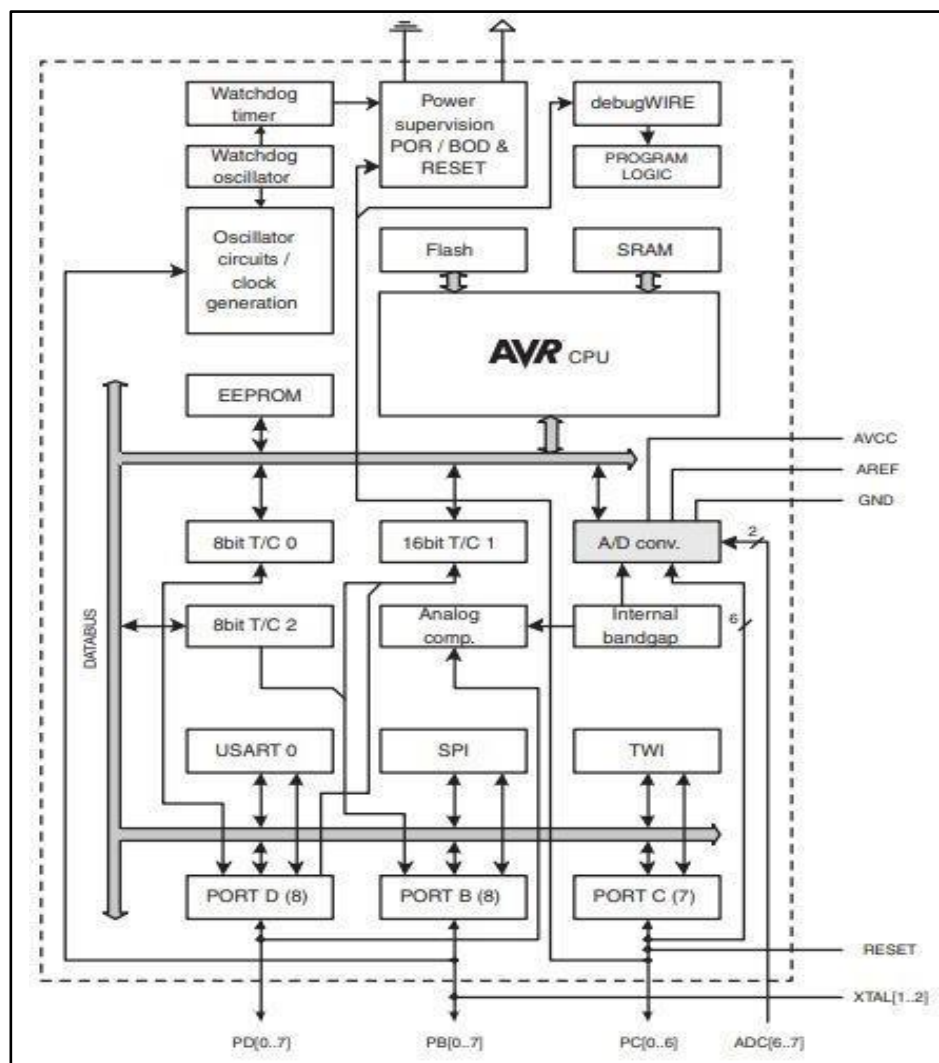 Watchdog
timer
Power
supervision
POR / BOD &
RESET
debugWIRE
Watchdog
oscillator
PROGRAM
LOGIC
Oscillator
circuits /
clock
generation
Flash
SRAM
AVR CPU
EEPROM
AVCC
AREF
GND
8bit T/C 0
16bit T/C 1
A/D conv.
2
8bit T/C 2
Analog
comp.
Internal
bandgap
6
DATABUS
USART 0
SPI
TWI
PORT D (8)
PORT B (8)
PORT C (7)
RESET
XTAL[1..2]
PD[0..7]
PB[0..7]
PC[0..6]
ADC[6..7]